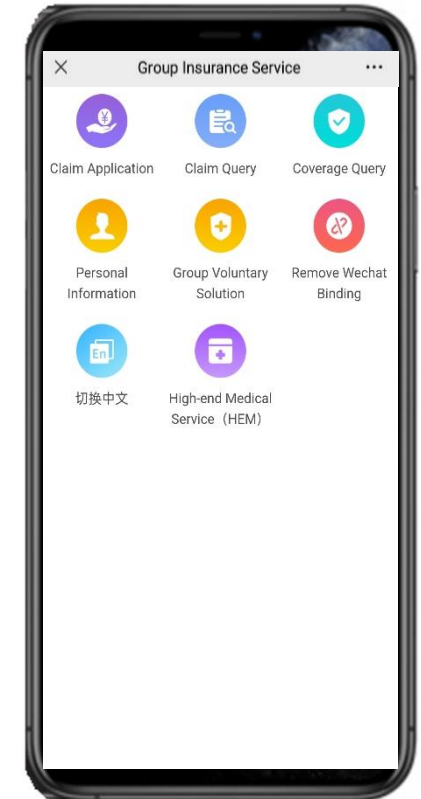 Group Insurance Service
Claim Application
Claim Query
Coverage Query
Personal
Information
Group Voluntary
Solution
Remove Wechat
Binding
En
切换中文
High-end Medical
Service（HEM）